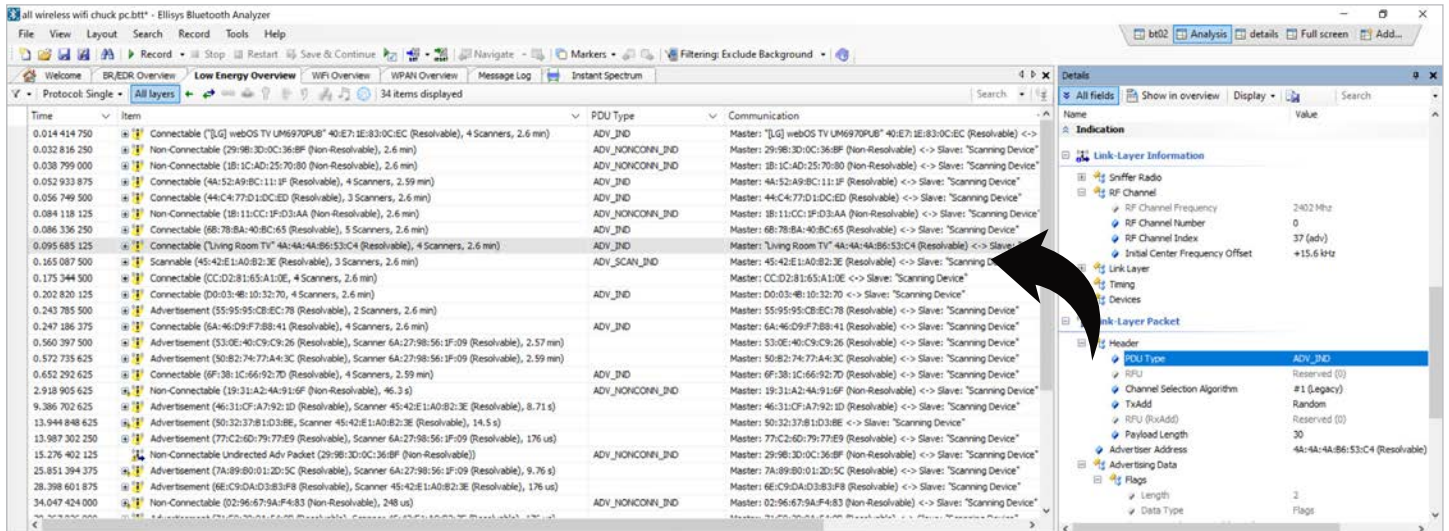 all wireless wifi chuck pc.btt* - Ellisys Bluetooth Analyzer
File View Layout Search Record Tools Help
bt02 Analysis details Full screen Add...
Record Stop Restart Save & Continue Navigate Markers Filtering: Exclude Background
Welcome BR/EDR Overview Low Energy Overview WiFi Overview WPAN Overview Message Log Instant Spectrum
Protocol: Single All layers 34 items displayed Search
Time Item PDU Type Communication
0.014 414 750 Connectable ("[LG] webOS TV UM6970PUB" 40:E7:1E:83:0C:EC (Resolvable), 4 Scanners, 2.6 min) ADV_IND Master: "[LG] webOS TV UM6970PUB" 40:E7:1E:83:0C:EC (Resolvable) <->
0.032 816 250 Non-Connectable (29:9B:3D:0C:36:BF (Non-Resolvable), 2.6 min) ADV_NONCONN_IND Master: 29:9B:3D:0C:36:BF (Non-Resolvable) <-> Slave: "Scanning Device"
0.038 799 000 Non-Connectable (1B:1C:AD:25:70:80 (Non-Resolvable), 2.6 min) ADV_NONCONN_IND Master: 1B:1C:AD:25:70:80 (Non-Resolvable) <-> Slave: "Scanning Device"
0.052 933 875 Connectable (4A:52:A9:BC:11:1F (Resolvable), 4 Scanners, 2.59 min) ADV_IND Master: 4A:52:A9:BC:11:1F (Resolvable) <-> Slave: "Scanning Device"
0.056 749 500 Connectable (44:C4:77:D1:DC:ED (Resolvable), 3 Scanners, 2.6 min) ADV_IND Master: 44:C4:77:D1:DC:ED (Resolvable) <-> Slave: "Scanning Device"
0.084 118 125 Non-Connectable (1B:11:CC:1F:D3:AA (Non-Resolvable), 2.6 min) ADV_NONCONN_IND Master: 1B:11:CC:1F:D3:AA (Non-Resolvable) <-> Slave: "Scanning Device"
0.086 336 250 Connectable (6B:78:BA:40:BC:65 (Resolvable), 5 Scanners, 2.6 min) ADV_IND Master: 6B:78:BA:40:BC:65 (Resolvable) <-> Slave: "Scanning Device"
0.095 685 125 Connectable ("Living Room TV" 4A:4A:4A:B6:53:C4 (Resolvable), 4 Scanners, 2.6 min) ADV_IND Master: "Living Room TV" 4A:4A:4A:B6:53:C4 (Resolvable) <-> Slave:
0.165 087 500 Scannable (45:42:E1:A0:B2:3E (Resolvable), 3 Scanners, 2.6 min) ADV_SCAN_IND Master: 45:42:E1:A0:B2:3E (Resolvable) <-> Slave: "Scanning
0.175 344 500 Connectable (CC:D2:81:65:A1:0E, 4 Scanners, 2.6 min) Master: CC:D2:81:65:A1:0E <-> Slave: "Scanning Device"
0.202 820 125 Connectable (D0:03:4B:10:32:70, 4 Scanners, 2.6 min) ADV_IND Master: D0:03:4B:10:32:70 <-> Slave: "Scanning Device"
0.243 785 500 Advertisement (55:95:95:CB:EC:78 (Resolvable), 2 Scanners, 2.6 min) Master: 55:95:95:CB:EC:78 (Resolvable) <-> Slave: "Scanning Device"
0.247 186 375 Connectable (6A:46:D9:F7:B8:41 (Resolvable), 4 Scanners, 2.6 min) ADV_IND Master: 6A:46:D9:F7:B8:41 (Resolvable) <-> Slave: "Scanning Device"
0.560 397 500 Advertisement (53:0E:40:C9:C9:26 (Resolvable), Scanner 6A:27:98:56:1F:09 (Resolvable), 2.57 min) Master: 53:0E:40:C9:C9:26 (Resolvable) <-> Slave: "Scanning Device"
0.572 735 625 Advertisement (50:B2:74:77:A4:3C (Resolvable), Scanner 6A:27:98:56:1F:09 (Resolvable), 2.59 min) Master: 50:B2:74:77:A4:3C (Resolvable) <-> Slave: "Scanning Device"
0.652 292 625 Connectable (6F:38:1C:66:92:7D (Resolvable), 4 Scanners, 2.59 min) ADV_IND Master: 6F:38:1C:66:92:7D (Resolvable) <-> Slave: "Scanning Device"
2.918 905 625 Non-Connectable (19:31:A2:4A:91:6F (Non-Resolvable), 46.3 s) ADV_NONCONN_IND Master: 19:31:A2:4A:91:6F (Non-Resolvable) <-> Slave: "Scanning Device"
9.386 702 625 Advertisement (46:31:CF:A7:92:1D (Resolvable), Scanner 45:42:E1:A0:B2:3E (Resolvable), 8.71 s) Master: 46:31:CF:A7:92:1D (Resolvable) <-> Slave: "Scanning Device"
13.944 848 625 Advertisement (50:32:37:B1:D3:BE, Scanner 45:42:E1:A0:B2:3E (Resolvable), 14.5 s) Master: 50:32:37:B1:D3:BE <-> Slave: "Scanning Device"
13.987 302 250 Advertisement (77:C2:6D:79:77:E9 (Resolvable), Scanner 6A:27:98:56:1F:09 (Resolvable), 176 us) Master: 77:C2:6D:79:77:E9 (Resolvable) <-> Slave: "Scanning Device"
15.276 402 125 Non-Connectable Undirected Adv Packet (29:9B:3D:0C:36:BF (Non-Resolvable)) ADV_NONCONN_IND Master: 29:9B:3D:0C:36:BF (Non-Resolvable) <-> Slave: "Scanning Device"
25.851 394 375 Advertisement (7A:89:B0:01:2D:5C (Resolvable), Scanner 6A:27:98:56:1F:09 (Resolvable), 9.76 s) Master: 7A:89:B0:01:2D:5C (Resolvable) <-> Slave: "Scanning Device"
28.398 601 875 Advertisement (6E:C9:DA:D3:B3:F8 (Resolvable), Scanner 45:42:E1:A0:B2:3E (Resolvable), 176 us) Master: 6E:C9:DA:D3:B3:F8 (Resolvable) <-> Slave: "Scanning Device"
34.047 424 000 Non-Connectable (02:96:67:9A:F4:83 (Non-Resolvable), 248 us) ADV_NONCONN_IND Master: 02:96:67:9A:F4:83 (Non-Resolvable) <-> Slave: "Scanning Device"
Details
All fields Show in overview Display Search
Name Value
Indication
Link-Layer Information
Sniffer Radio
RF Channel
RF Channel Frequency 2402 Mhz
RF Channel Number 0
RF Channel Index 37 (adv)
Initial Center Frequency Offset +15.6 kHz
Link Layer
Timing
Devices
nk-Layer Packet
Header
PDU Type ADV_IND
RFU Reserved (0)
Channel Selection Algorithm #1 (Legacy)
TxAdd Random
RFU (RxAdd) Reserved (0)
Payload Length 30
Advertiser Address 4A:4A:4A:B6:53:C4 (Resolvable)
Advertising Data
Flags
Length 2
Data Type Flags